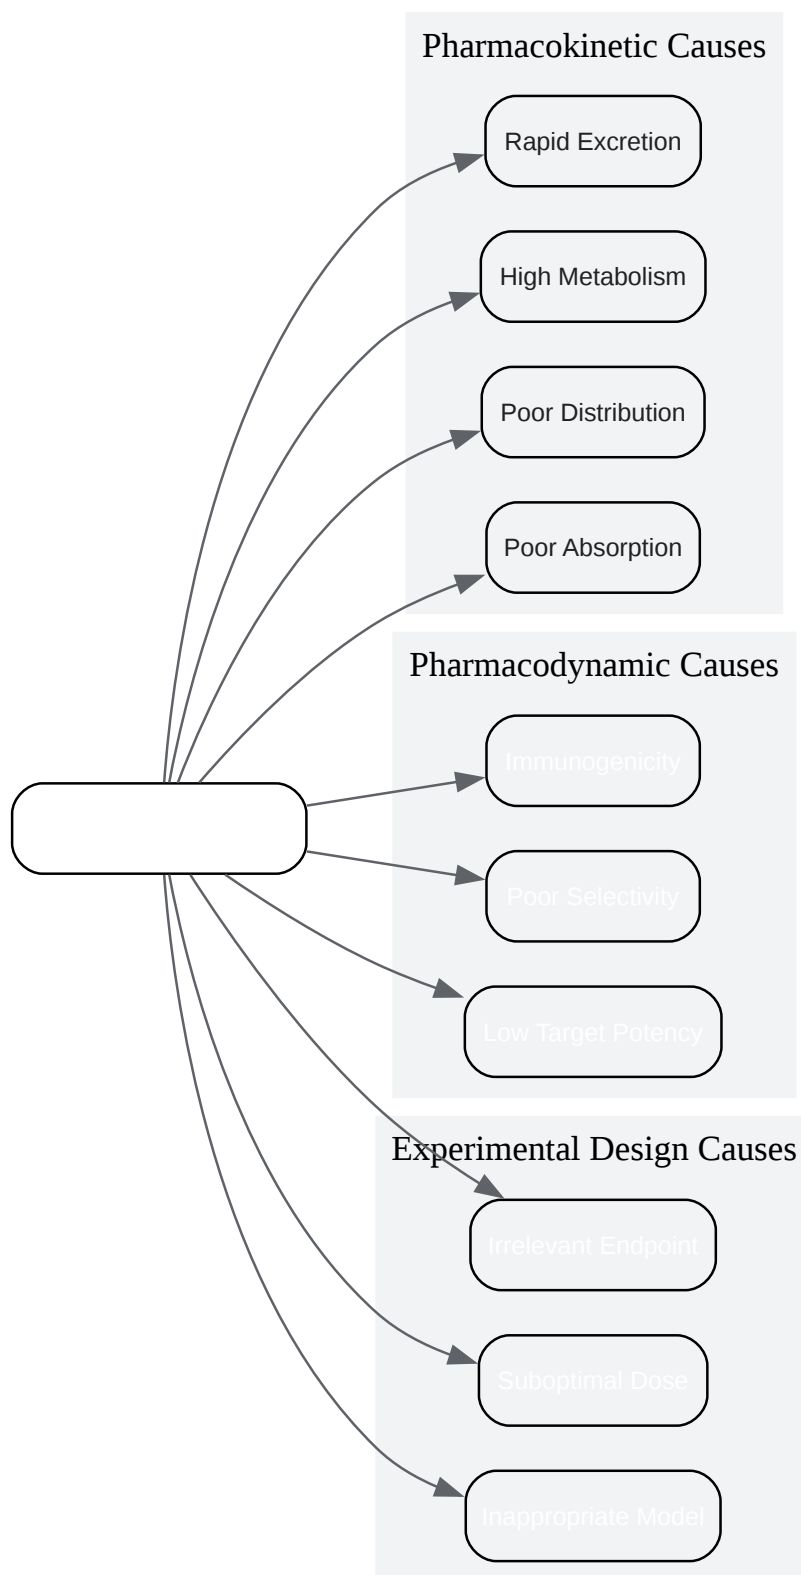 Pharmacokinetic Causes
Rapid Excretion
High Metabolism
Poor Distribution
Poor Absorption
Pharmacodynamic Causes
Immunogenicity
Poor Selectivity
Low Target Potency
Experimental Design Causes
Irrelevant Endpoint
Suboptimal Dose
Inappropriate Model